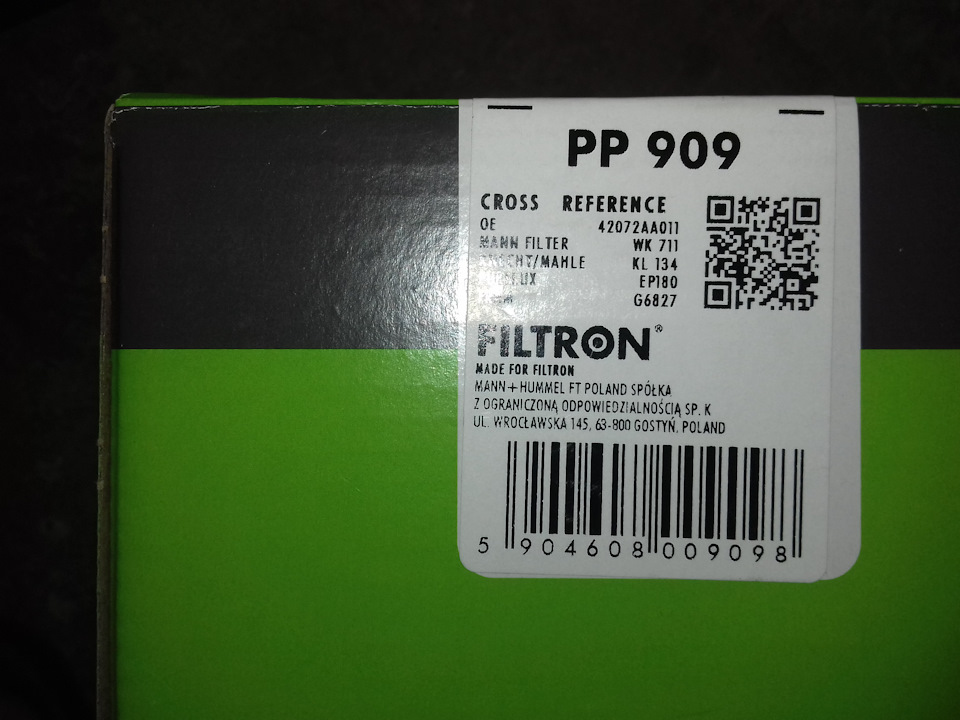 PP 909
CROSS REFERENCE
OE 42072AA011
MANN FILTER WK 711
KNECHT/MAHLE KL 134
EP180
G6827
FILTRON®
MADE FOR FILTRON
MANN+HUMMEL FT POLAND SPÓŁKA
Z OGRANICZONĄ ODPOWIEDZIALNOŚCIĄ SP. K
UL. WROCŁAWSKA 145, 63-800 GOSTYŃ, POLAND
5 904608 009098